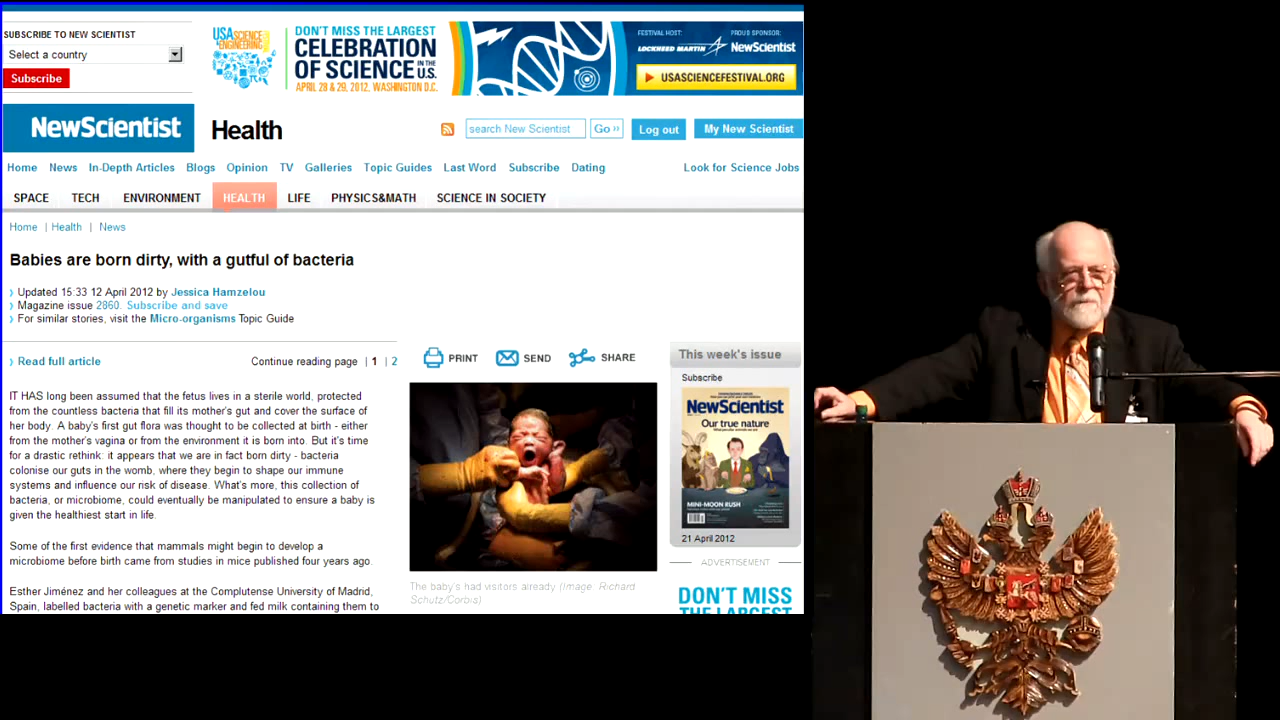 SUBSCRIBE TO NEW SCIENTIST
Select a country
Subscribe
USA
SCIENCE
ENGINEERING
DON'T MISS THE LARGEST
CELEBRATION
OF SCIENCE IN THE U.S.
APRIL 28 & 29, 2012, WASHINGTON D.C.
FESTIVAL HOST:
PROUD SPONSOR:
LOCKHEED MARTIN
NewScientist
USASCIENCEFESTIVAL.ORG
NewScientist
Health
search New Scientist
Go ››
Log out
My New Scientist
Home News In-Depth Articles Blogs Opinion TV Galleries Topic Guides Last Word Subscribe Dating Look for Science Jobs
SPACE TECH ENVIRONMENT HEALTH LIFE PHYSICS&MATH SCIENCE IN SOCIETY
Home | Health | News
Babies are born dirty, with a gutful of bacteria
› Updated 15:33 12 April 2012 by Jessica Hamzelou
› Magazine issue 2860. Subscribe and save
› For similar stories, visit the Micro-organisms Topic Guide
› Read full article
Continue reading page | 1 | 2
IT HAS long been assumed that the fetus lives in a sterile world, protected
from the countless bacteria that fill its mother's gut and cover the surface of
her body. A baby's first gut flora was thought to be collected at birth - either
from the mother's vagina or from the environment it is born into. But it's time
for a drastic rethink: it appears that we are in fact born dirty - bacteria
colonise our guts in the womb, where they begin to shape our immune
systems and influence our risk of disease. What's more, this collection of
bacteria, or microbiome, could eventually be manipulated to ensure a baby is
given the healthiest start in life.
Some of the first evidence that mammals might begin to develop a
microbiome before birth came from studies in mice published four years ago.
Esther Jiménez and her colleagues at the Complutense University of Madrid,
Spain, labelled bacteria with a genetic marker and fed milk containing them to
PRINT
SEND
SHARE
The baby's had visitors already (Image: Richard
Schutz/Corbis)
This week's issue
Subscribe
NewScientist
Our true nature
MINI-MOON RUSH
21 April 2012
ADVERTISEMENT
DON'T MISS
THE LARGEST